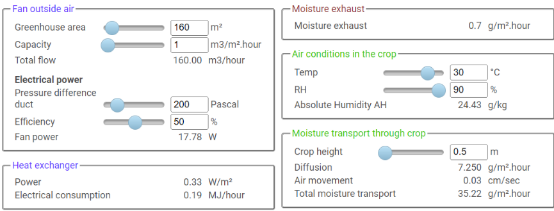 Fan outside air
Greenhouse area 160 m²
Capacity 1 m3/m².hour
Total flow 160.00 m3/hour
Electrical power
Pressure difference
duct 200 Pascal
Efficiency 50 %
Fan power 17.78 W
Heat exchanger
Power 0.33 W/m²
Electrical consumption 0.19 MJ/hour
Moisture exhaust
Moisture exhaust 0.7 g/m².hour
Air conditions in the crop
Temp 30 °C
RH 90 %
Absolute Humidity AH 24.43 g/kg
Moisture transport through crop
Crop height 0.5 m
Diffusion 7.250 g/m².hour
Air movement 0.03 cm/sec
Total moisture transport 35.22 g/m².hour